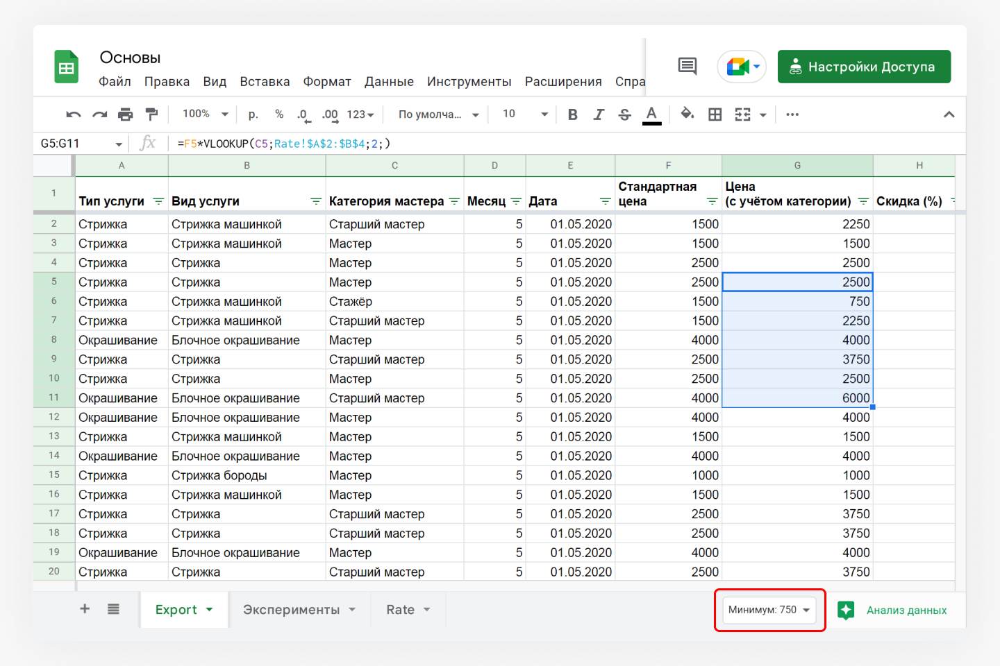 Основы
Файл Правка Вид Вставка Формат Данные Инструменты Расширения Спра
Настройки Доступа
100% р. % .0 .00 123 По умолча... 10 B I S A
G5:G11 fx =F5*VLOOKUP(C5;Rate!$A$2:$B$4;2;)
A B C D E F G H
1 Тип услуги Вид услуги Категория мастера Месяц Дата Стандартная цена Цена (с учётом категории) Скидка (%)
2 Стрижка Стрижка машинкой Старший мастер 5 01.05.2020 1500 2250
3 Стрижка Стрижка машинкой Мастер 5 01.05.2020 1500 1500
4 Стрижка Стрижка Мастер 5 01.05.2020 2500 2500
5 Стрижка Стрижка Мастер 5 01.05.2020 2500 2500
6 Стрижка Стрижка машинкой Стажёр 5 01.05.2020 1500 750
7 Стрижка Стрижка машинкой Старший мастер 5 01.05.2020 1500 2250
8 Окрашивание Блочное окрашивание Мастер 5 01.05.2020 4000 4000
9 Стрижка Стрижка Старший мастер 5 01.05.2020 2500 3750
10 Стрижка Стрижка Мастер 5 01.05.2020 2500 2500
11 Окрашивание Блочное окрашивание Старший мастер 5 01.05.2020 4000 6000
12 Окрашивание Блочное окрашивание Мастер 5 01.05.2020 4000 4000
13 Стрижка Стрижка машинкой Мастер 5 01.05.2020 1500 1500
14 Окрашивание Блочное окрашивание Мастер 5 01.05.2020 4000 4000
15 Стрижка Стрижка бороды Мастер 5 01.05.2020 1000 1000
16 Стрижка Стрижка машинкой Мастер 5 01.05.2020 1500 1500
17 Стрижка Стрижка Старший мастер 5 01.05.2020 2500 3750
18 Стрижка Стрижка Старший мастер 5 01.05.2020 2500 3750
19 Окрашивание Блочное окрашивание Мастер 5 01.05.2020 4000 4000
20 Стрижка Стрижка Старший мастер 5 01.05.2020 2500 3750
+ Export Эксперименты Rate Минимум: 750 Анализ данных